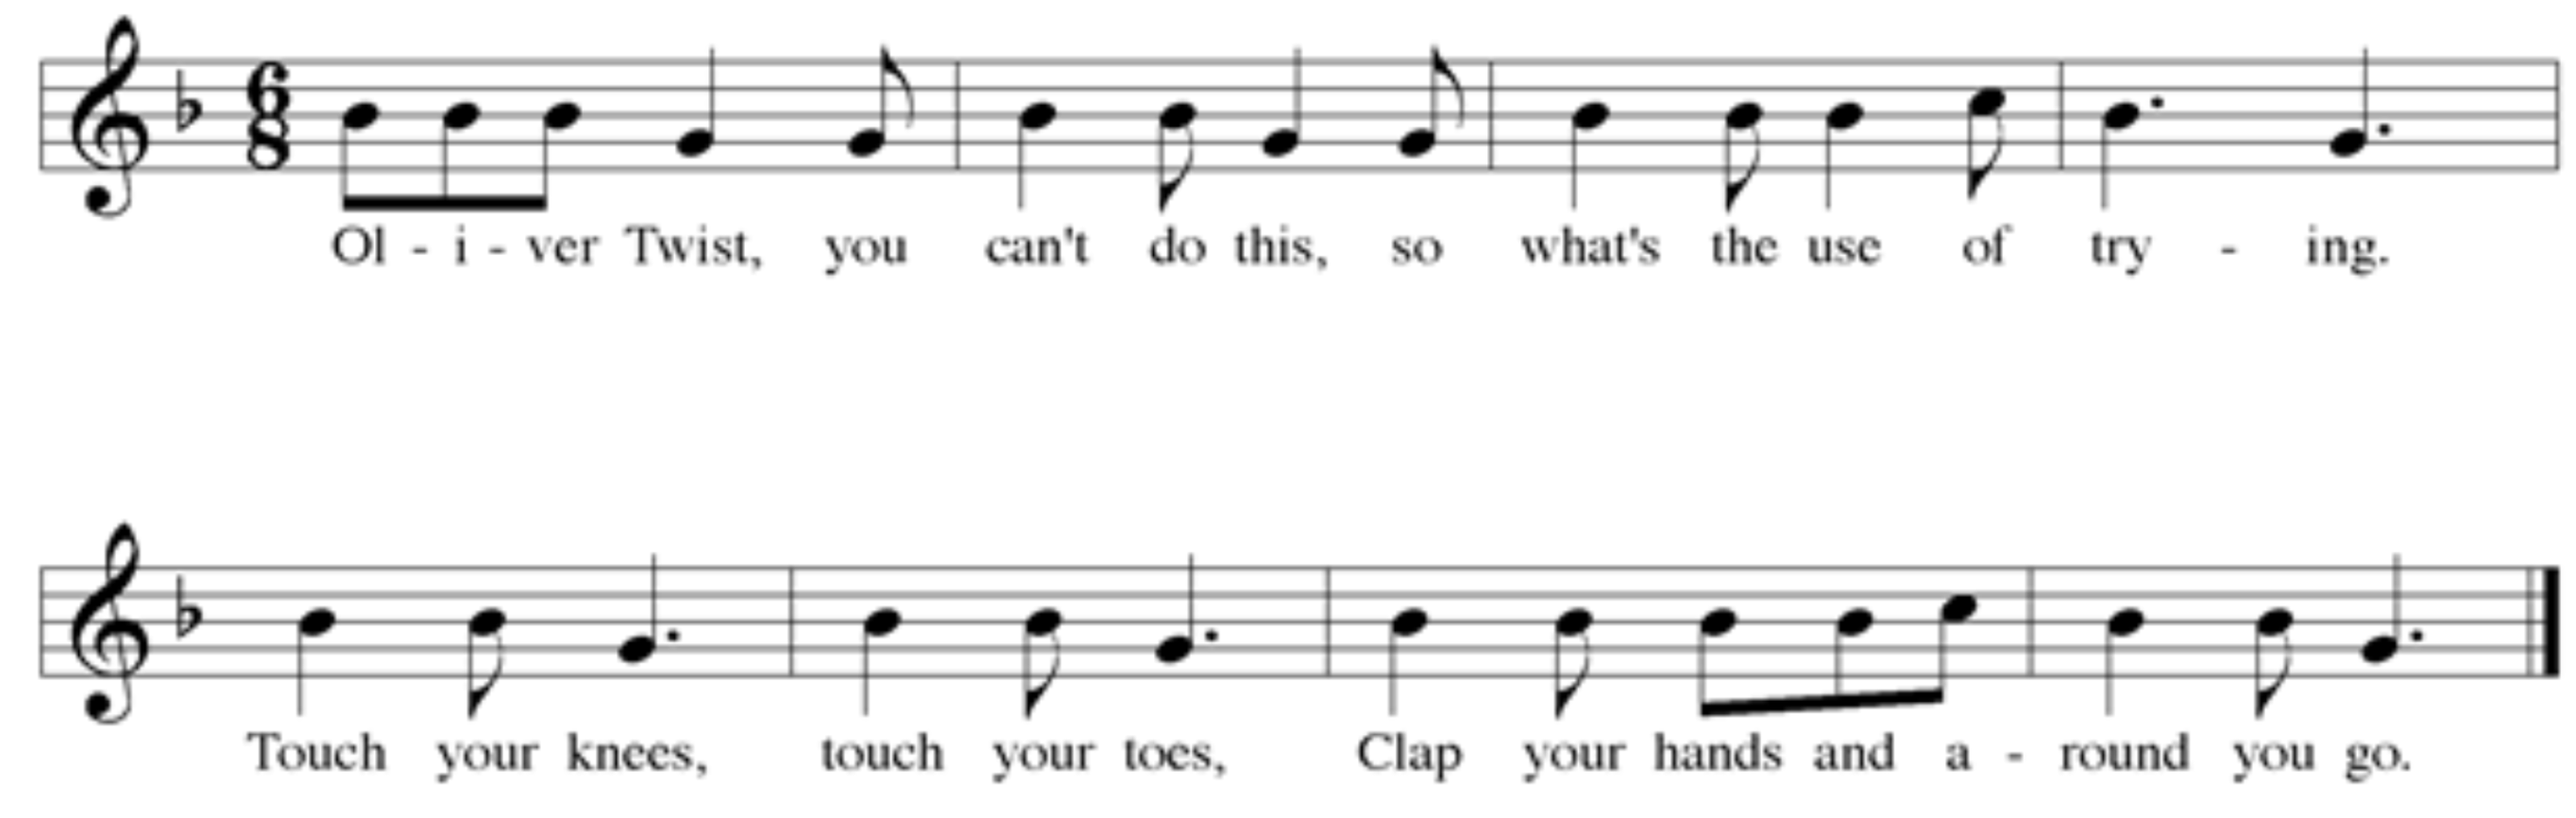 6
8
Ol - i - ver Twist, you can't do this, so what's the use of try - ing.
Touch your knees, touch your toes, Clap your hands and a - round you go.